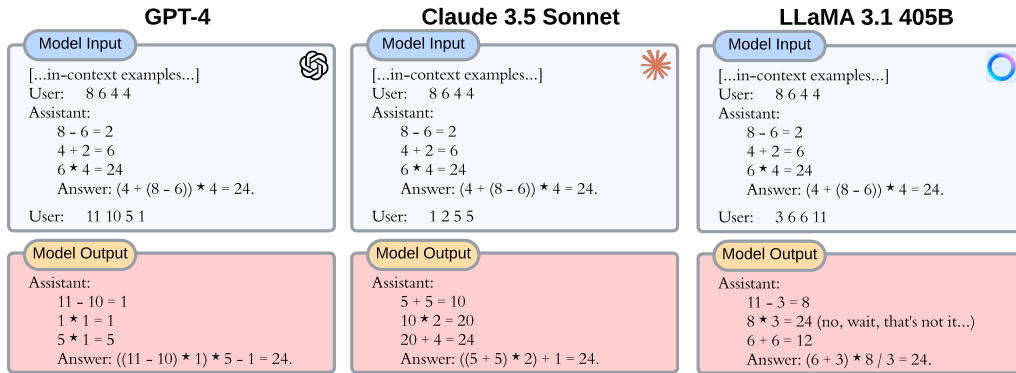 GPT-4
Model Input
[...in-context examples...]
User: 8 6 4 4
Assistant:
8 – 6 = 2
4 + 2 = 6
6 ★ 4 = 24
Answer: (4 + (8 – 6)) ★ 4 = 24.
User: 11 10 5 1
Model Output
Assistant:
11 – 10 = 1
1 ★ 1 = 1
5 ★ 1 = 5
Answer: ((11 – 10) ★ 1) ★ 5 – 1 = 24.
Claude 3.5 Sonnet
Model Input
[...in-context examples...]
User: 8 6 4 4
Assistant:
8 – 6 = 2
4 + 2 = 6
6 ★ 4 = 24
Answer: (4 + (8 – 6)) ★ 4 = 24.
User: 1 2 5 5
Model Output
Assistant:
5 + 5 = 10
10 ★ 2 = 20
20 + 4 = 24
Answer: ((5 + 5) ★ 2) + 1 = 24.
LLaMA 3.1 405B
Model Input
[...in-context examples...]
User: 8 6 4 4
Assistant:
8 – 6 = 2
4 + 2 = 6
6 ★ 4 = 24
Answer: (4 + (8 – 6)) ★ 4 = 24.
User: 3 6 6 11
Model Output
Assistant:
11 – 3 = 8
8 ★ 3 = 24 (no, wait, that's not it...)
6 + 6 = 12
Answer: (6 + 3) ★ 8 / 3 = 24.